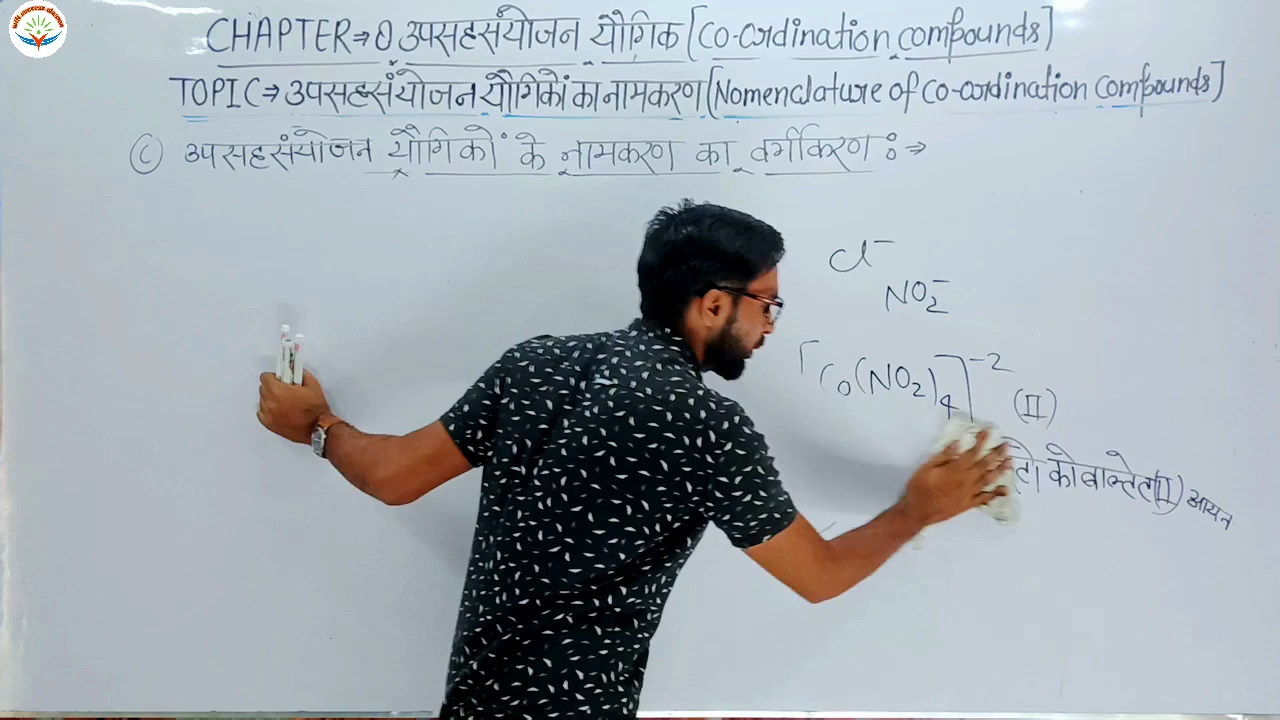 CHAPTER→ 0 उपसहसंयोजन यौगिक [Co-ordination compounds]
TOPIC⇒ उपसहसंयोजन यौगिकों का नामकरण [Nomenclature of Co-ordination Compounds]
(C) उपसहसंयोजन यौगिकों के नामकरण का वर्गीकरण :⇒
Cl⁻
NO₂⁻
[Co(NO₂)₄]⁻²
(II)
कोबाल्टेट(II) आयन